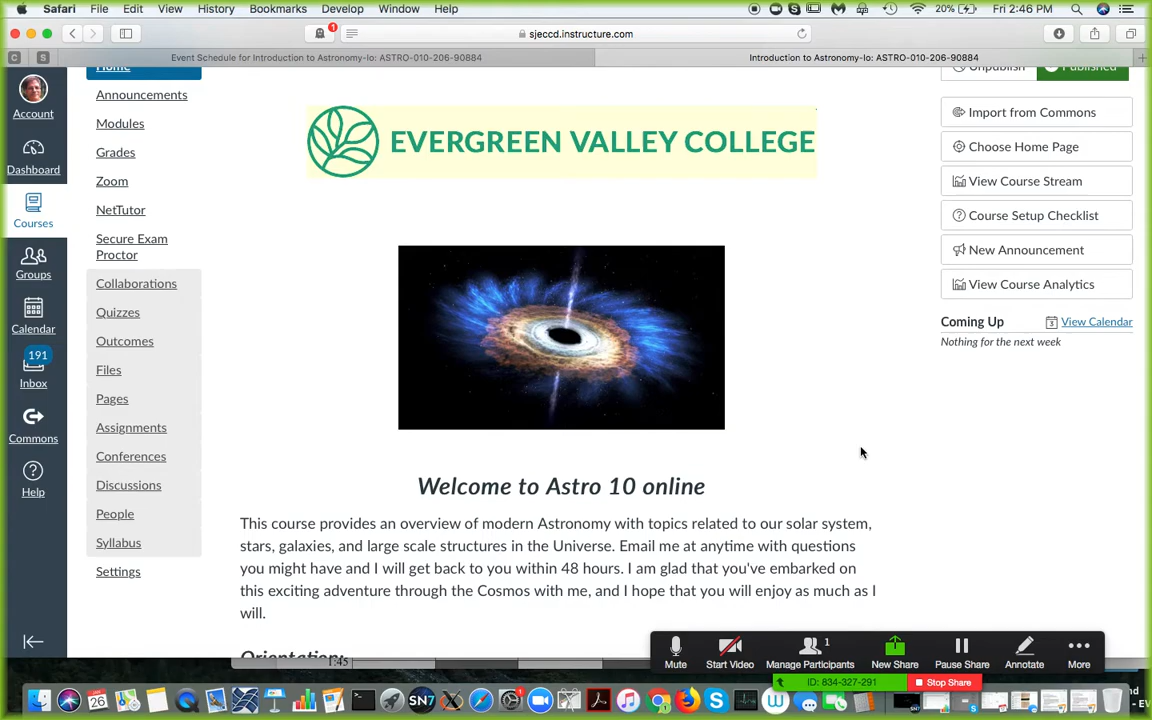 Safari File Edit View History Bookmarks Develop Window Help 20% Fri 2:46 PM
1 sjeccd.instructure.com
C S Event Schedule for Introduction to Astronomy-Io: ASTRO-010-206-90884 Introduction to Astronomy-Io: ASTRO-010-206-90884 +
Account
Dashboard
Courses
Groups
Calendar
191
Inbox
Commons
Help
Home
Announcements
Modules
Grades
Zoom
NetTutor
Secure Exam
Proctor
Collaborations
Quizzes
Outcomes
Files
Pages
Assignments
Conferences
Discussions
People
Syllabus
Settings
EVERGREEN VALLEY COLLEGE
Welcome to Astro 10 online
This course provides an overview of modern Astronomy with topics related to our solar system,
stars, galaxies, and large scale structures in the Universe. Email me at anytime with questions
you might have and I will get back to you within 48 hours. I am glad that you've embarked on
this exciting adventure through the Cosmos with me, and I hope that you will enjoy as much as I
will.
Orientation:
Unpublish Published
Import from Commons
Choose Home Page
View Course Stream
Course Setup Checklist
New Announcement
View Course Analytics
Coming Up 3 View Calendar
Nothing for the next week
1:45
Mute Start Video 1 Manage Participants New Share Pause Share Annotate More
ID: 834-327-291 Stop Share
26 SN7